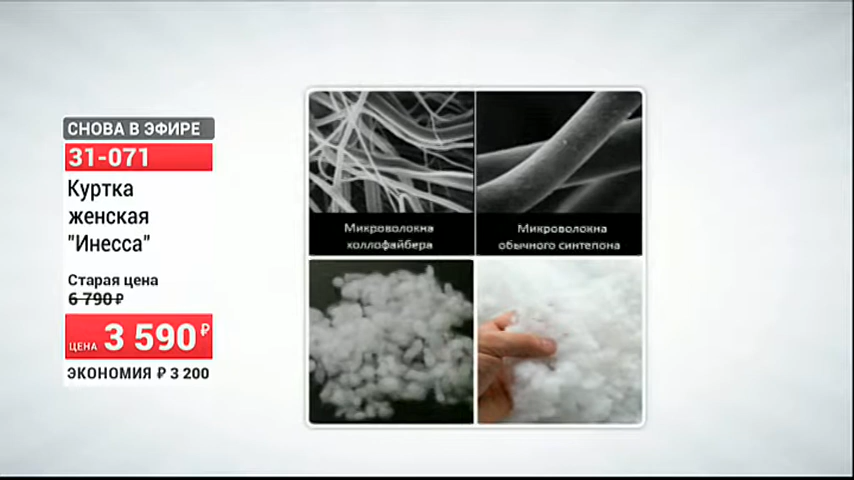 СНОВА В ЭФИРЕ
31-071
Куртка
женская
"Инесса"
Старая цена
6 790 ₽
ЦЕНА 3 590 ₽
ЭКОНОМИЯ ₽ 3 200
Микроволокна
холлофайбера
Микроволокна
обычного синтепона